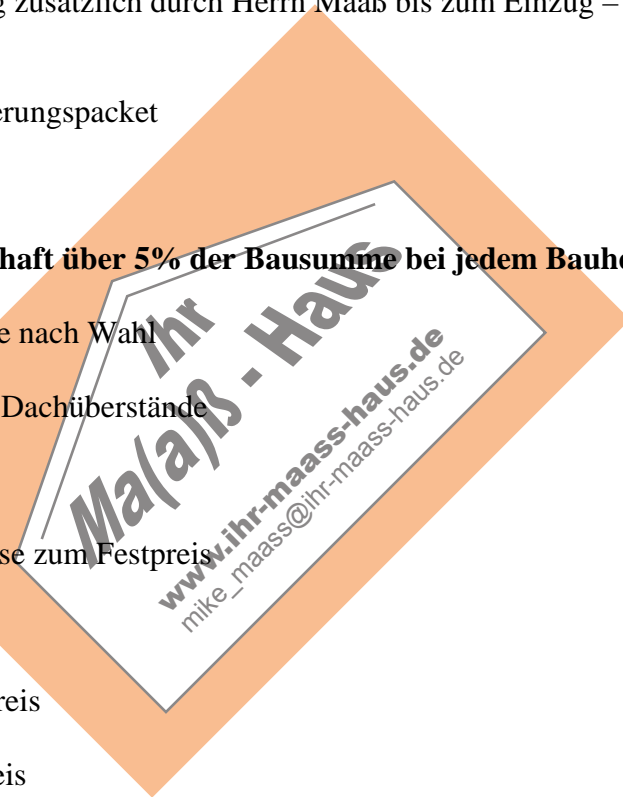 g zusätzlich durch Herrn Maaß bis zum Einzug –
erungspacket
haft über 5% der Bausumme bei jedem Bauhe
e nach Wahl
Dachüberstände
se zum Festpreis
reis
eis
Ihr
Ma(a)ß - Haus
www.ihr-maass-haus.de
mike_maass@ihr-maass-haus.de